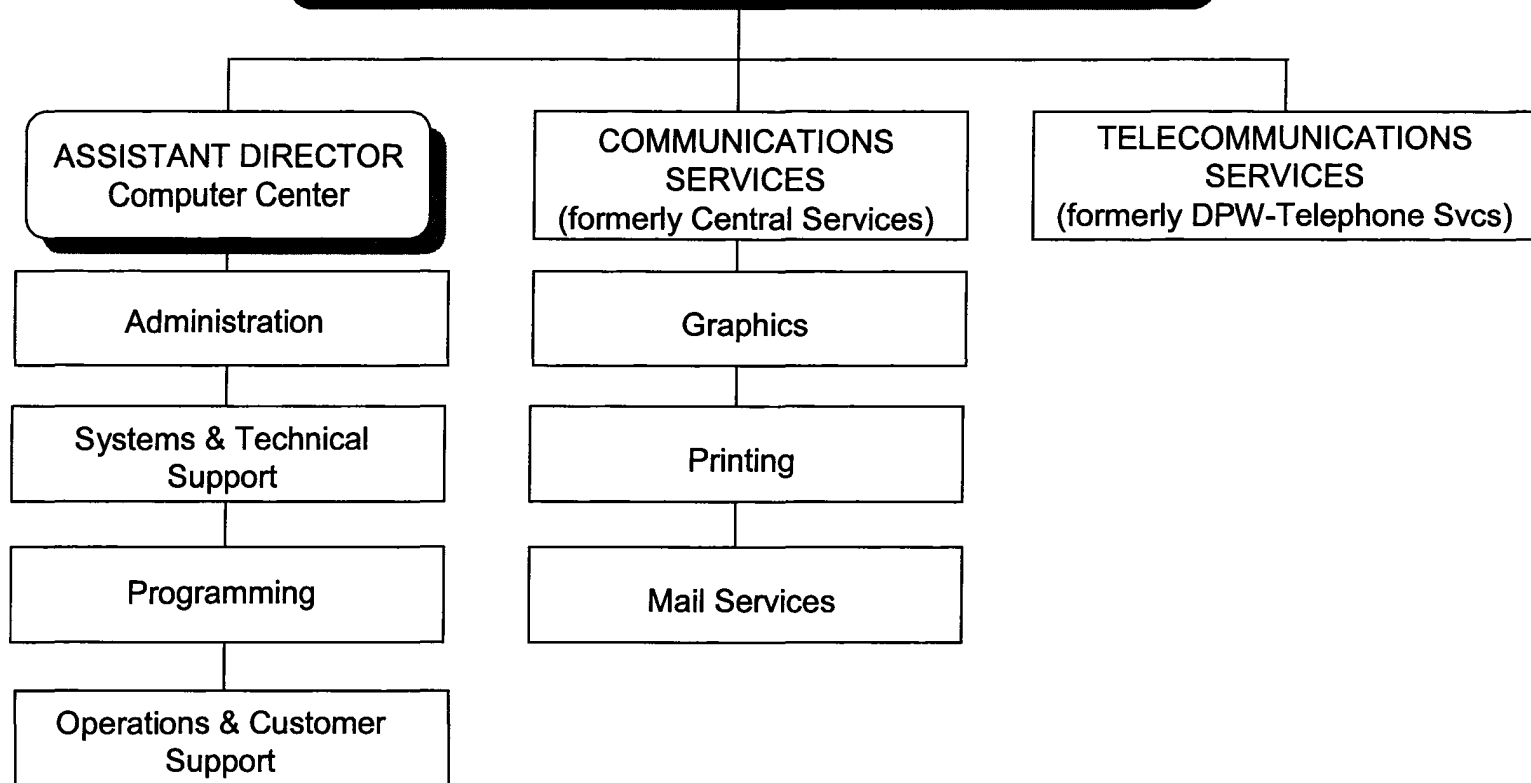 ASSISTANT DIRECTOR
Computer Center
Administration
Systems & Technical
Support
Programming
Operations & Customer
Support
COMMUNICATIONS
SERVICES
(formerly Central Services)
Graphics
Printing
Mail Services
TELECOMMUNICATIONS
SERVICES
(formerly DPW-Telephone Svcs)